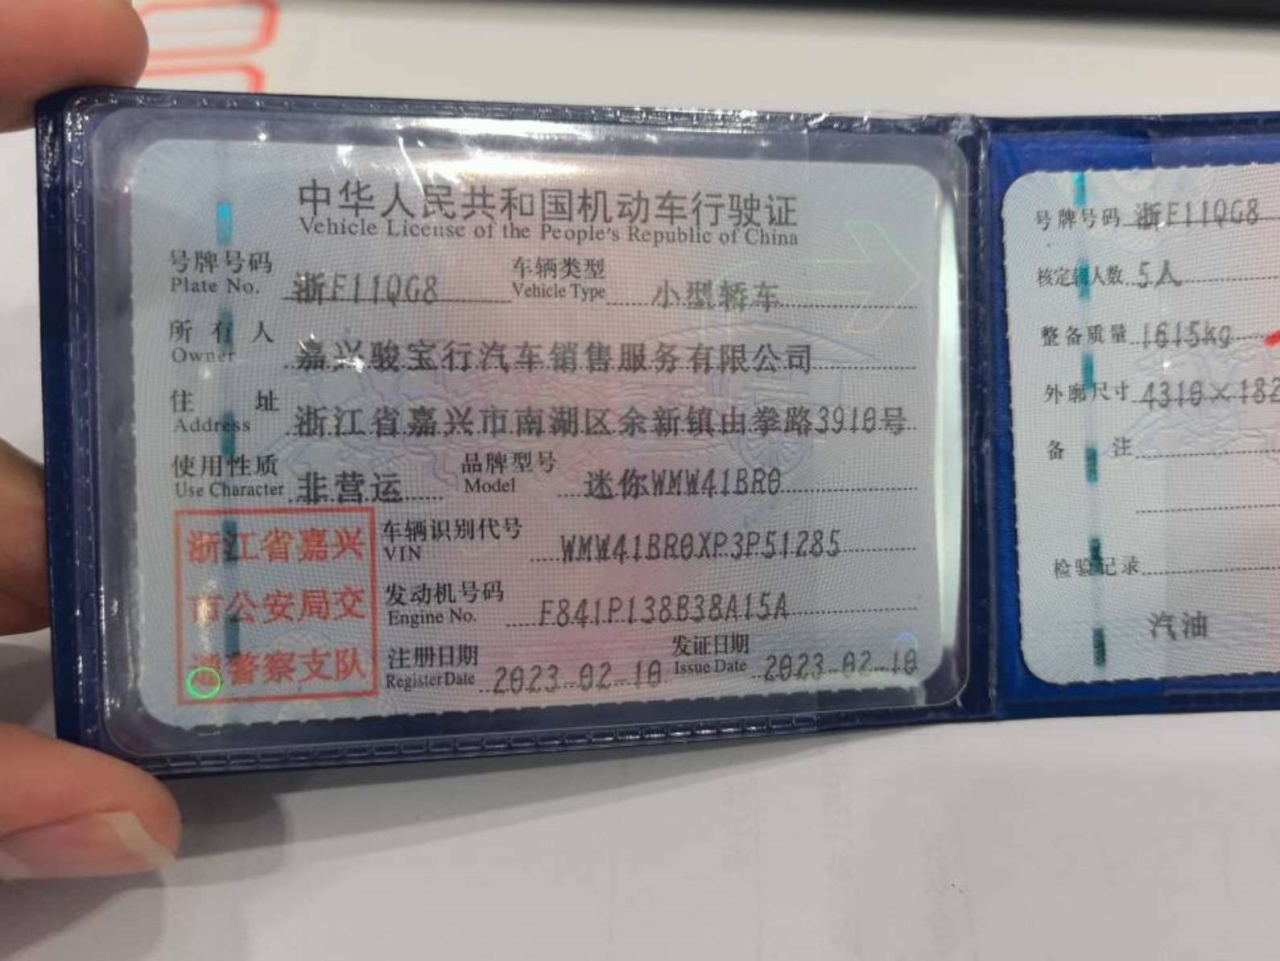 中华人民共和国机动车行驶证
Vehicle License of the People's Republic of China
号牌号码 浙F11QG8 车辆类型 小型轿车
Plate No. Vehicle Type
所有人 嘉兴骏宝行汽车销售服务有限公司
Owner
住址 浙江省嘉兴市南湖区余新镇由拳路3910号
Address
使用性质 非营运 品牌型号 迷你WMW41BR0
Use Character Model
浙江省嘉兴
市公安局交
通警察支队
车辆识别代号 WMW41BR0XP3P51285
VIN
发动机号码 F841P138B38A15A
Engine No.
注册日期 2023-02-10 发证日期 2023-02-10
Register Date Issue Date
号牌号码 浙F11QG8
核定载人数 5人
整备质量 1615kg
外廓尺寸 4310×182
备注
检验记录
汽油